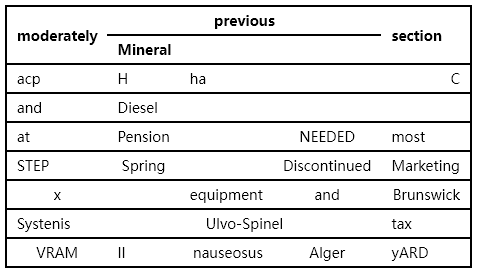 moderately previous section
Mineral
acp H ha C
and Diesel
at Pension NEEDED most
STEP Spring Discontinued Marketing
x equipment and Brunswick
Systenis Ulvo-Spinel tax
VRAM II nauseosus Alger yARD